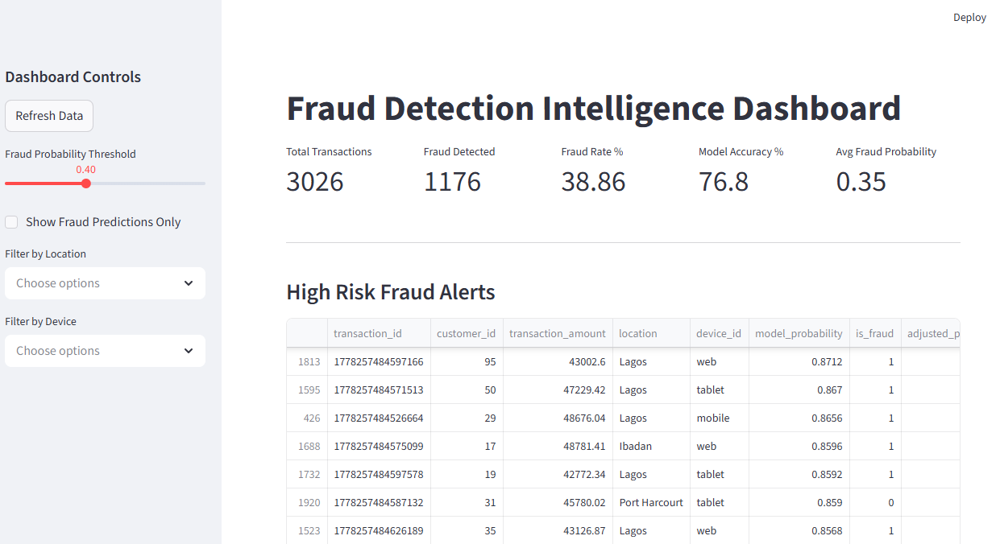 Deploy
Dashboard Controls
Refresh Data
Fraud Probability Threshold
0.40
Show Fraud Predictions Only
Filter by Location
Choose options
Filter by Device
Choose options
Fraud Detection Intelligence Dashboard
Total Transactions Fraud Detected Fraud Rate % Model Accuracy % Avg Fraud Probability
3026 1176 38.86 76.8 0.35
High Risk Fraud Alerts
transaction_id customer_id transaction_amount location device_id model_probability is_fraud adjusted_p
1813 1778257484597166 95 43002.6 Lagos web 0.8712 1
1595 1778257484571513 50 47229.42 Lagos tablet 0.867 1
426 1778257484526664 29 48676.04 Lagos mobile 0.8656 1
1688 1778257484575099 17 48781.41 Ibadan web 0.8596 1
1732 1778257484597578 19 42772.34 Lagos tablet 0.8592 1
1920 1778257484587132 31 45780.02 Port Harcourt tablet 0.859 0
1523 1778257484626189 35 43126.87 Lagos web 0.8568 1